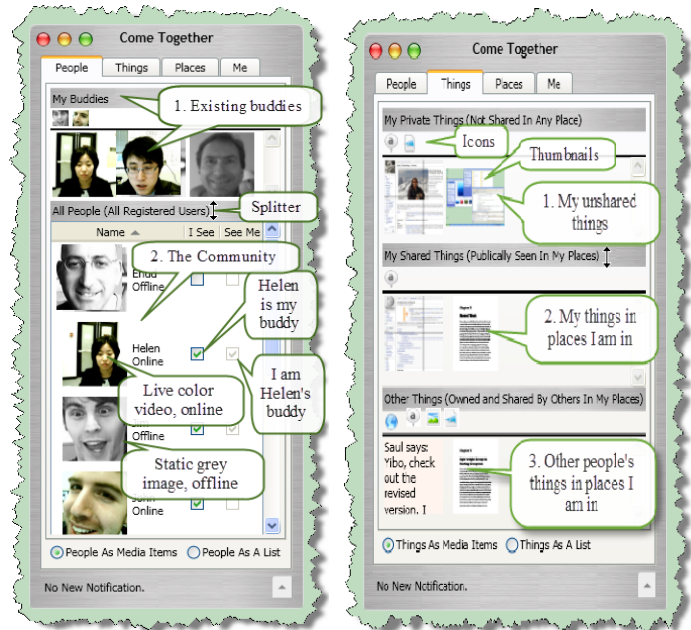 Come Together
People Things Places Me
My Buddies
1. Existing buddies
All People (All Registered Users)
Splitter
Name I See See Me
2. The Community
Ehud
Offline
Helen
is my
buddy
Helen
Online
I am
Helen's
buddy
Live color
video, online
Offline
Static grey
image, offline
John
Online
People As Media Items People As A List
No New Notification.
Come Together
People Things Paces Me
My Private Things (Not Shared In Any Place)
a
Icons
Thumbnails
1. My unshared
things
My Shared Things (Publically Seen In My Places)
a
2. My things in
places I am in
Other Things (Owned and Shared By Others In My Places)
a
Saul says:
Yibo, check
out the
revised
version. I
3. Other people's
things in places I
am in
Things As Media Items Things As A List
No New Notification.